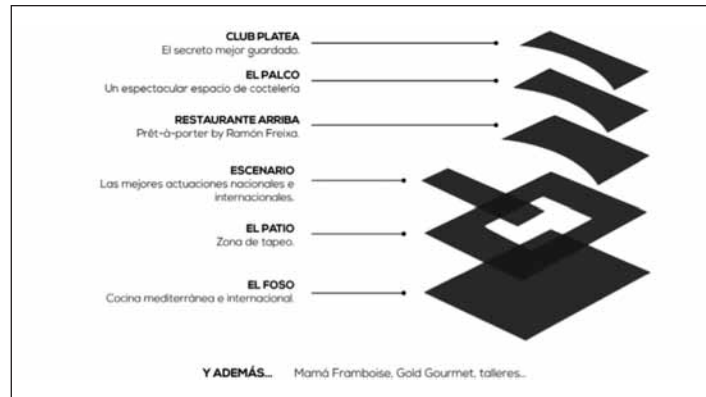 CLUB PLATEA
El secreto mejor guardado.
EL PALCO
Un espectacular espacio de coctelería
RESTAURANTE ARRIBA
Prêt-à-porter by Ramón Freixa.
ESCENARIO
Las mejores actuaciones nacionales e
internacionales.
EL PATIO
Zona de tapeo.
EL FOSO
Cocina mediterránea e internacional.
Y ADEMÁS... Mamá Framboise, Gold Gourmet, talleres...